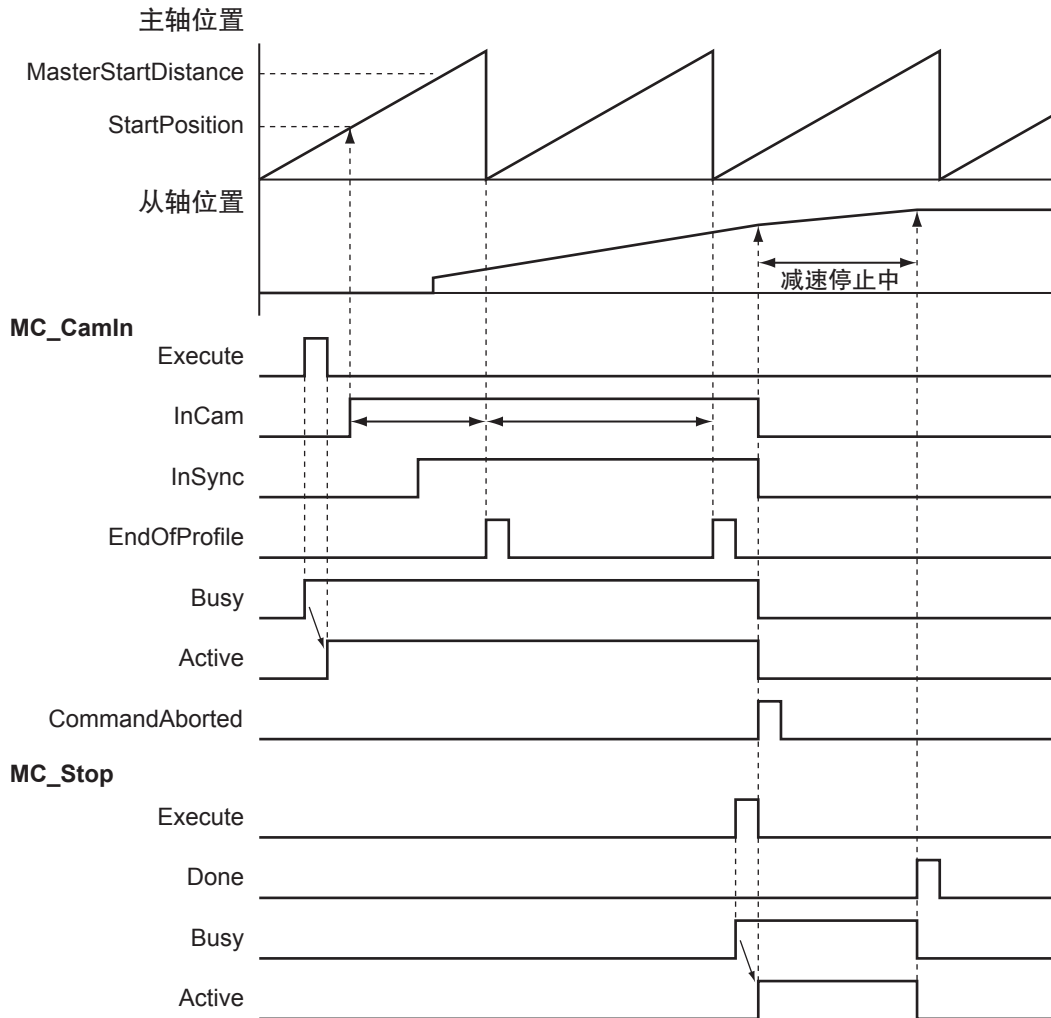 主轴位置
MasterStartDistance
StartPosition
从轴位置
减速停止中
MC_CamIn
Execute
InCam
InSync
EndOfProfile
Busy
Active
CommandAborted
MC_Stop
Execute
Done
Busy
Active